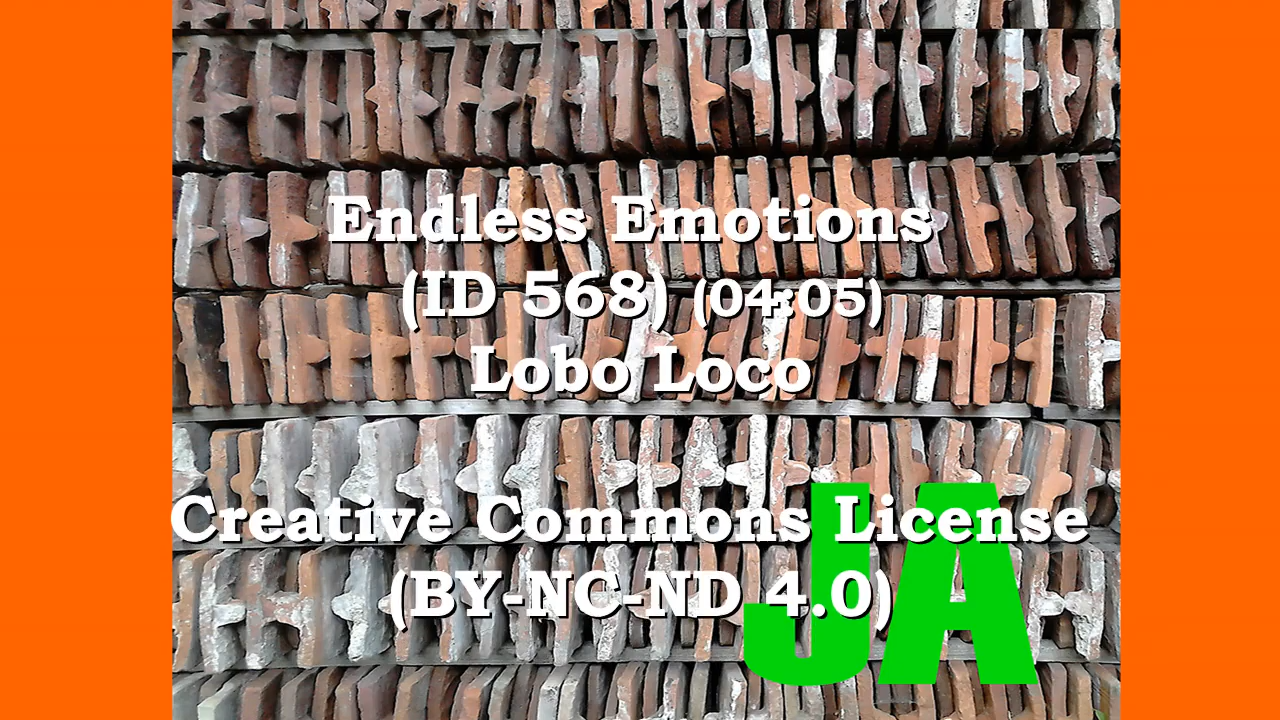 Endless Emotions
(ID 568) (04:05)
Lobo Loco
Creative Commons License
(BY-NC-ND 4.0)
JA